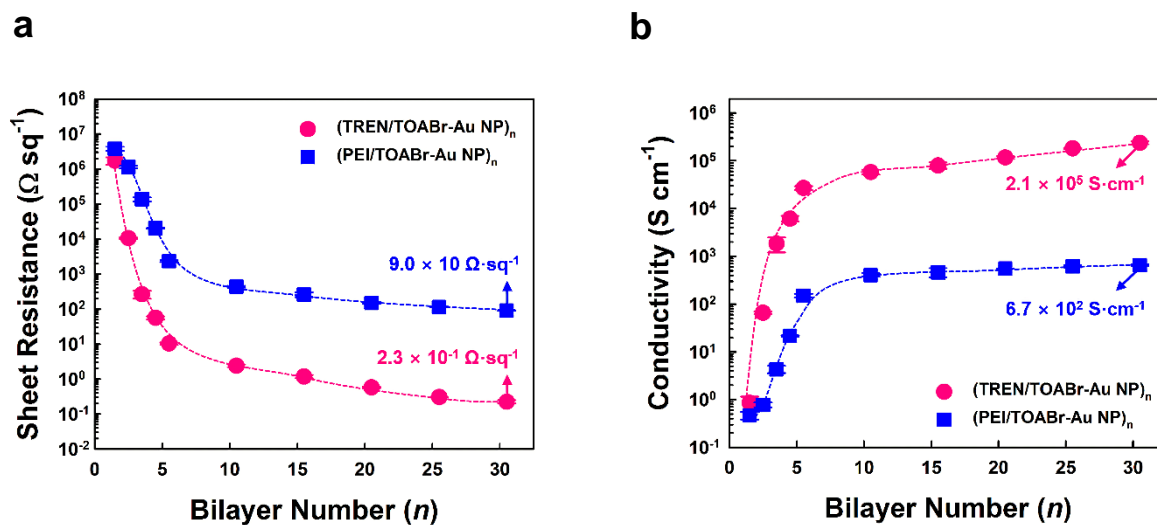 a
Sheet Resistance (Ω sq⁻¹)
10⁸
10⁷
10⁶
10⁵
10⁴
10³
10²
10¹
10⁰
10⁻¹
10⁻²
(TREN/TOABr-Au NP)ₙ
(PEI/TOABr-Au NP)ₙ
9.0 × 10 Ω·sq⁻¹
2.3 × 10⁻¹ Ω·sq⁻¹
0 5 10 15 20 25 30
Bilayer Number (n)
b
Conductivity (S cm⁻¹)
10⁶
10⁵
10⁴
10³
10²
10¹
10⁰
10⁻¹
2.1 × 10⁵ S·cm⁻¹
6.7 × 10² S·cm⁻¹
(TREN/TOABr-Au NP)ₙ
(PEI/TOABr-Au NP)ₙ
0 5 10 15 20 25 30
Bilayer Number (n)